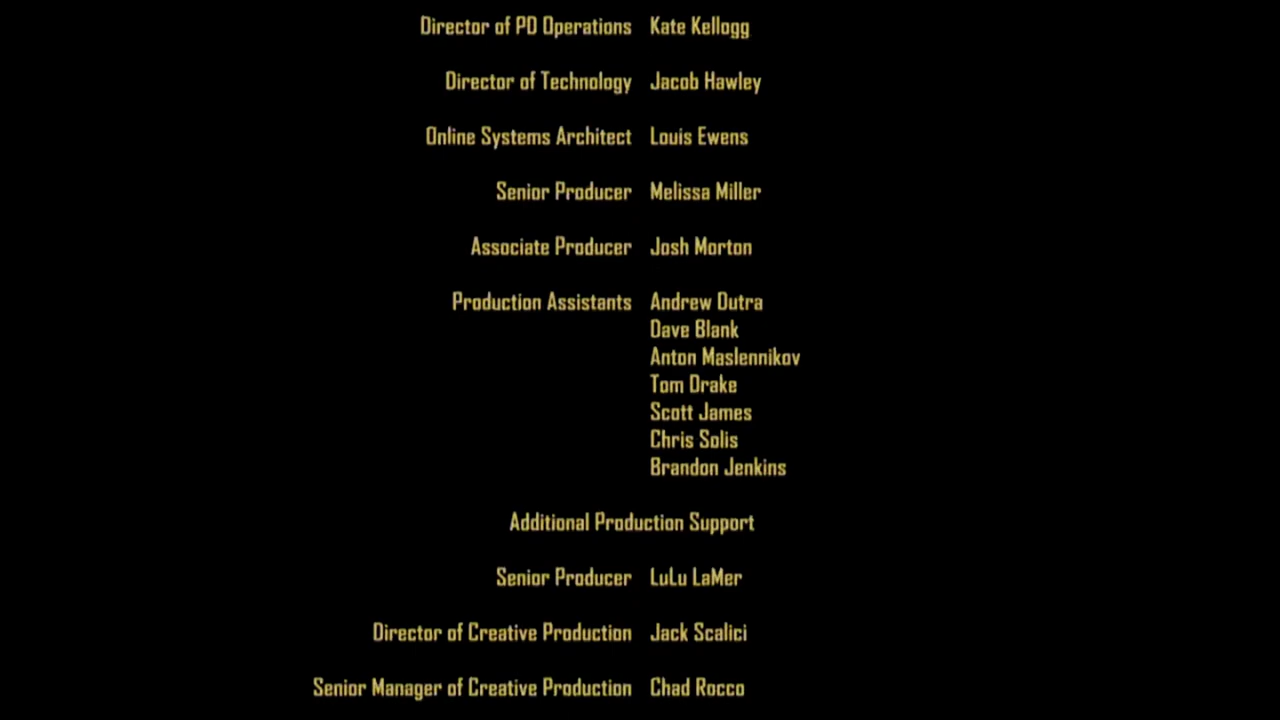 Director of PD Operations Kate Kellogg
Director of Technology Jacob Hawley
Online Systems Architect Louis Ewens
Senior Producer Melissa Miller
Associate Producer Josh Morton
Production Assistants Andrew Dutra
Dave Blank
Anton Maslennikov
Tom Drake
Scott James
Chris Solis
Brandon Jenkins
Additional Production Support
Senior Producer LuLu LaMer
Director of Creative Production Jack Scalici
Senior Manager of Creative Production Chad Rocco